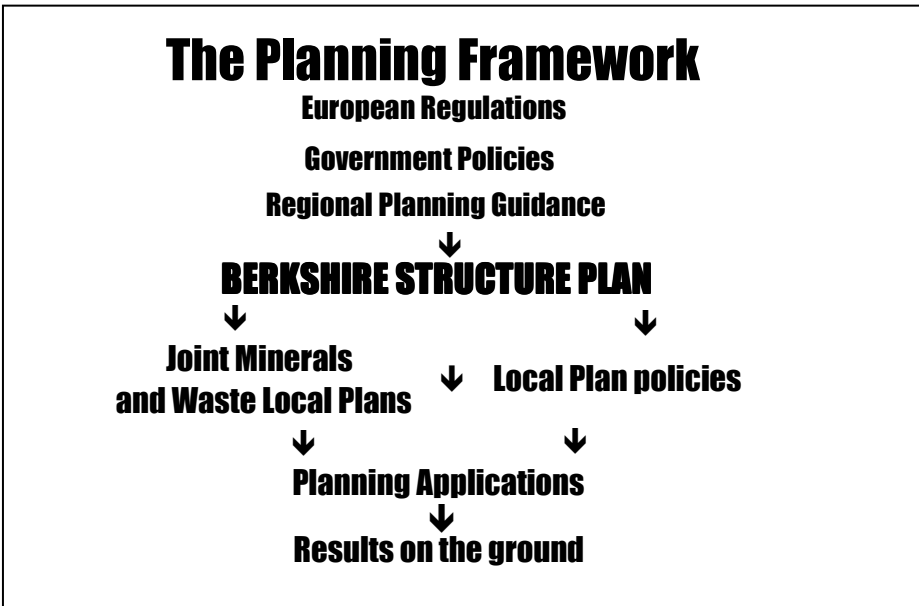 The Planning Framework
European Regulations
Government Policies
Regional Planning Guidance
↓
BERKSHIRE STRUCTURE PLAN
↓ ↓
Joint Minerals
and Waste Local Plans
↓ Local Plan policies
↓ ↓
Planning Applications
↓
Results on the ground